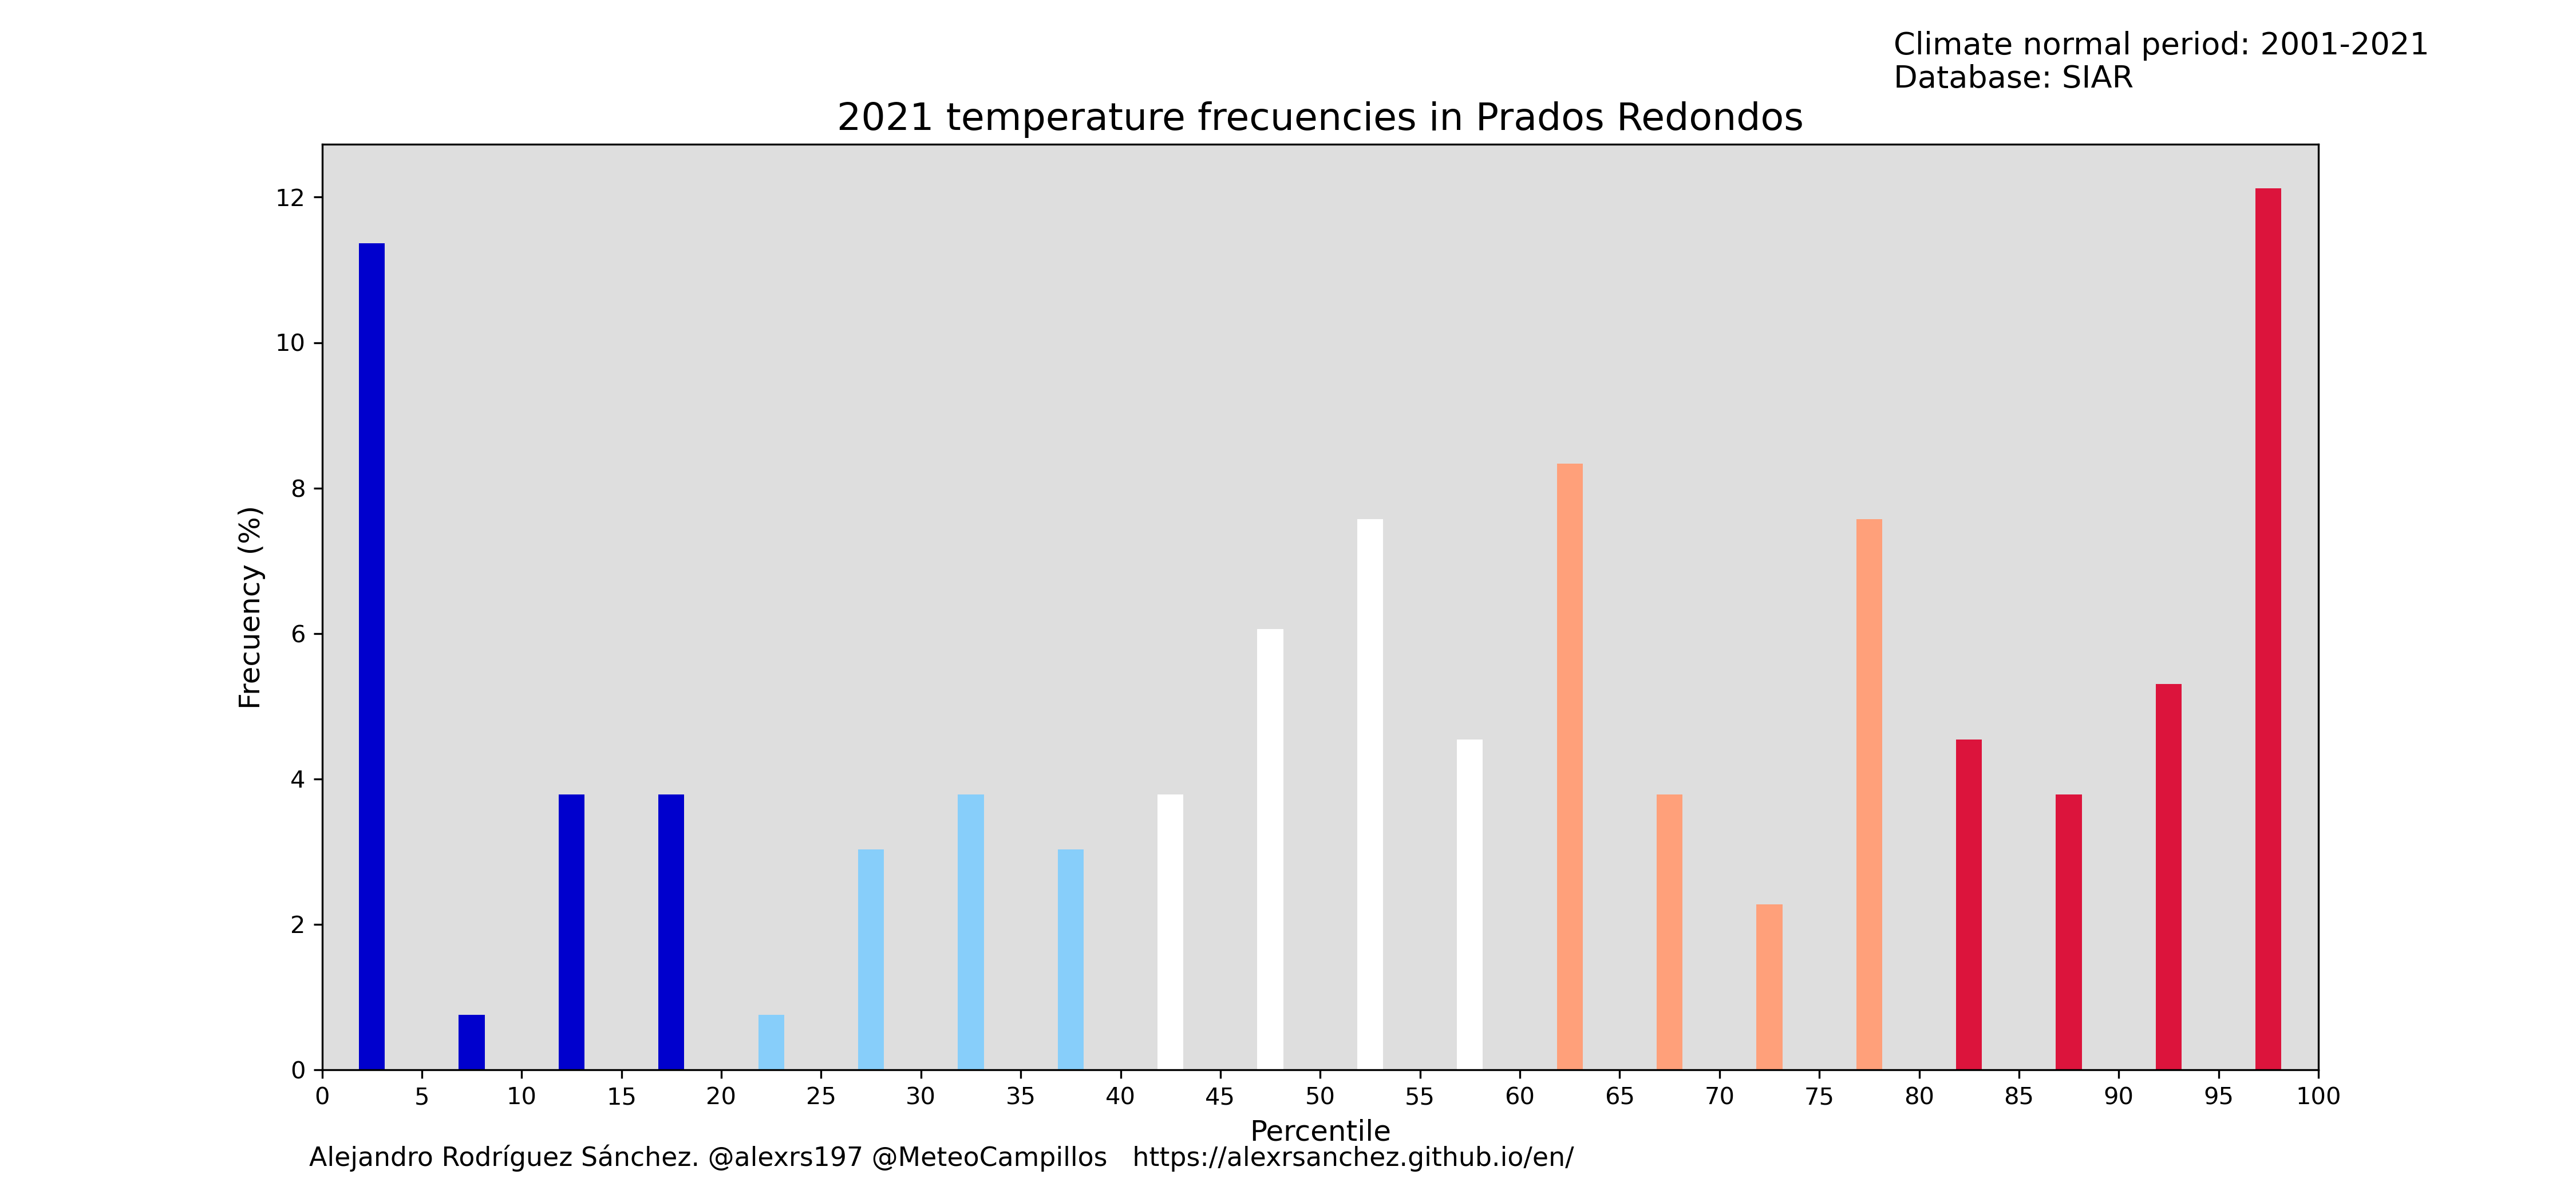 Climate normal period: 2001-2021
Database: SIAR
2021 temperature frecuencies in Prados Redondos
Frecuency (%)
12
10
8
6
4
2
0
0 5 10 15 20 25 30 35 40 45 50 55 60 65 70 75 80 85 90 95 100
Percentile
Alejandro Rodríguez Sánchez. @alexrs197 @MeteoCampillos https://alexrsanchez.github.io/en/